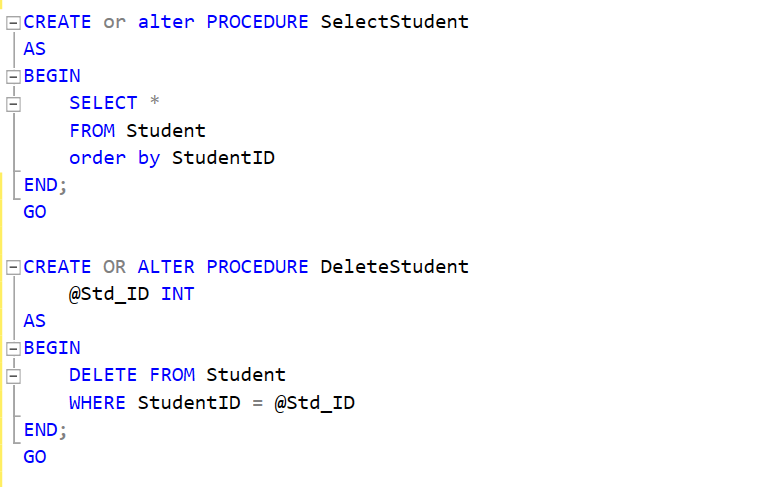 CREATE or alter PROCEDURE SelectStudent
AS
BEGIN
    SELECT *
    FROM Student
    order by StudentID
END;
GO

CREATE OR ALTER PROCEDURE DeleteStudent
    @Std_ID INT
AS
BEGIN
    DELETE FROM Student
    WHERE StudentID = @Std_ID
END;
GO